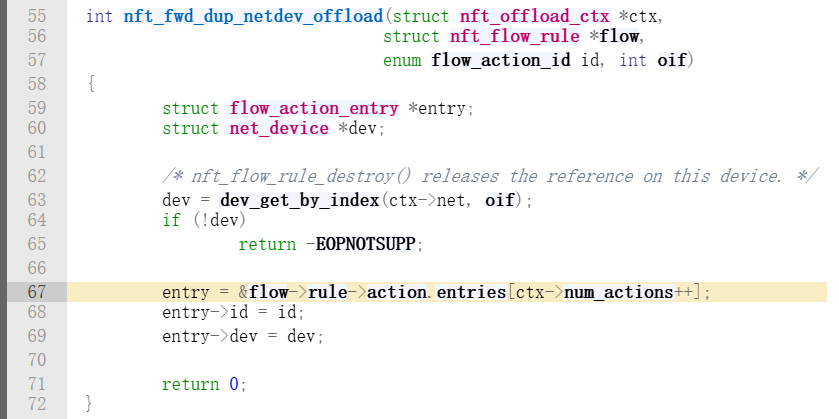 55 int nft_fwd_dup_netdev_offload(struct nft_offload_ctx *ctx,
56 struct nft_flow_rule *flow,
57 enum flow_action_id id, int oif)
58 {
59 struct flow_action_entry *entry;
60 struct net_device *dev;
61
62 /* nft_flow_rule_destroy() releases the reference on this device. */
63 dev = dev_get_by_index(ctx->net, oif);
64 if (!dev)
65 return -EOPNOTSUPP;
66
67 entry = &flow->rule->action.entries[ctx->num_actions++];
68 entry->id = id;
69 entry->dev = dev;
70
71 return 0;
72 }